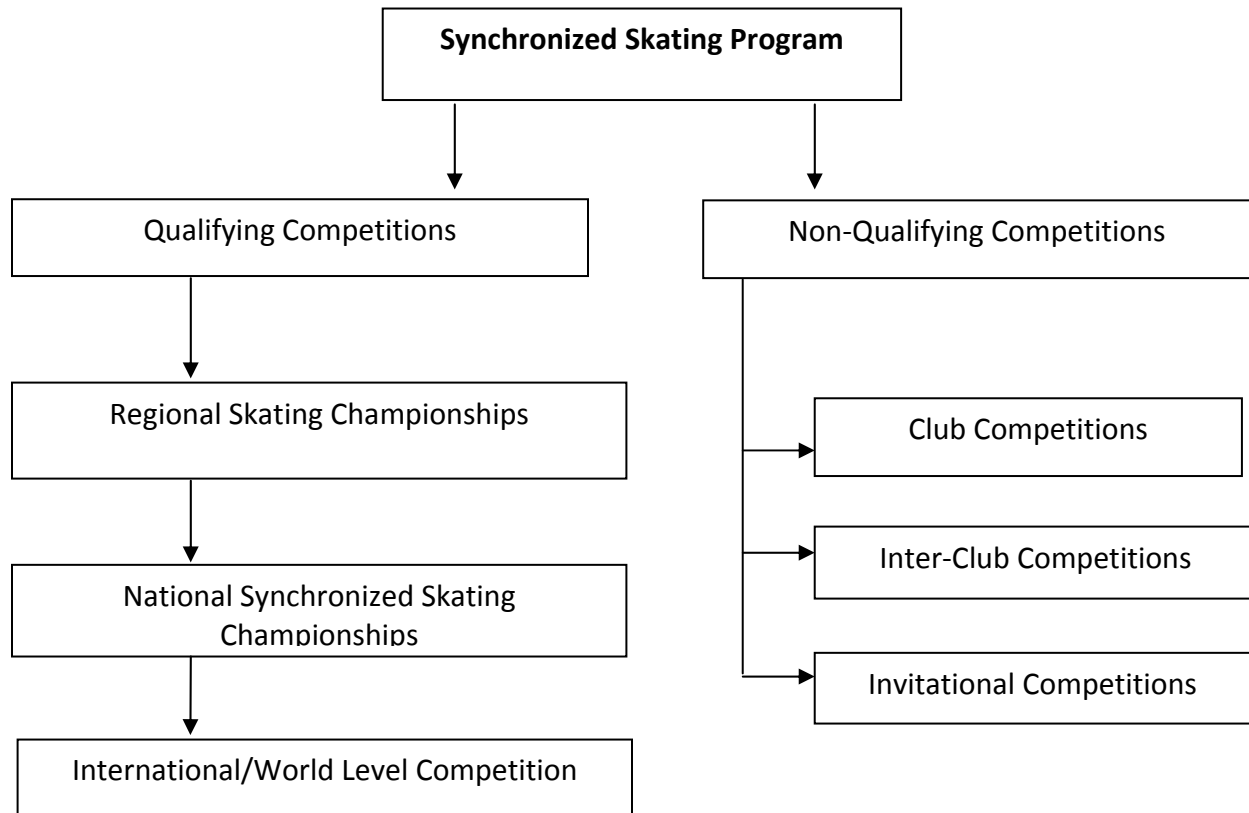 Synchronized Skating Program
Qualifying Competitions
Non-Qualifying Competitions
Regional Skating Championships
Club Competitions
Inter-Club Competitions
National Synchronized Skating
Championships
Invitational Competitions
International/World Level Competition